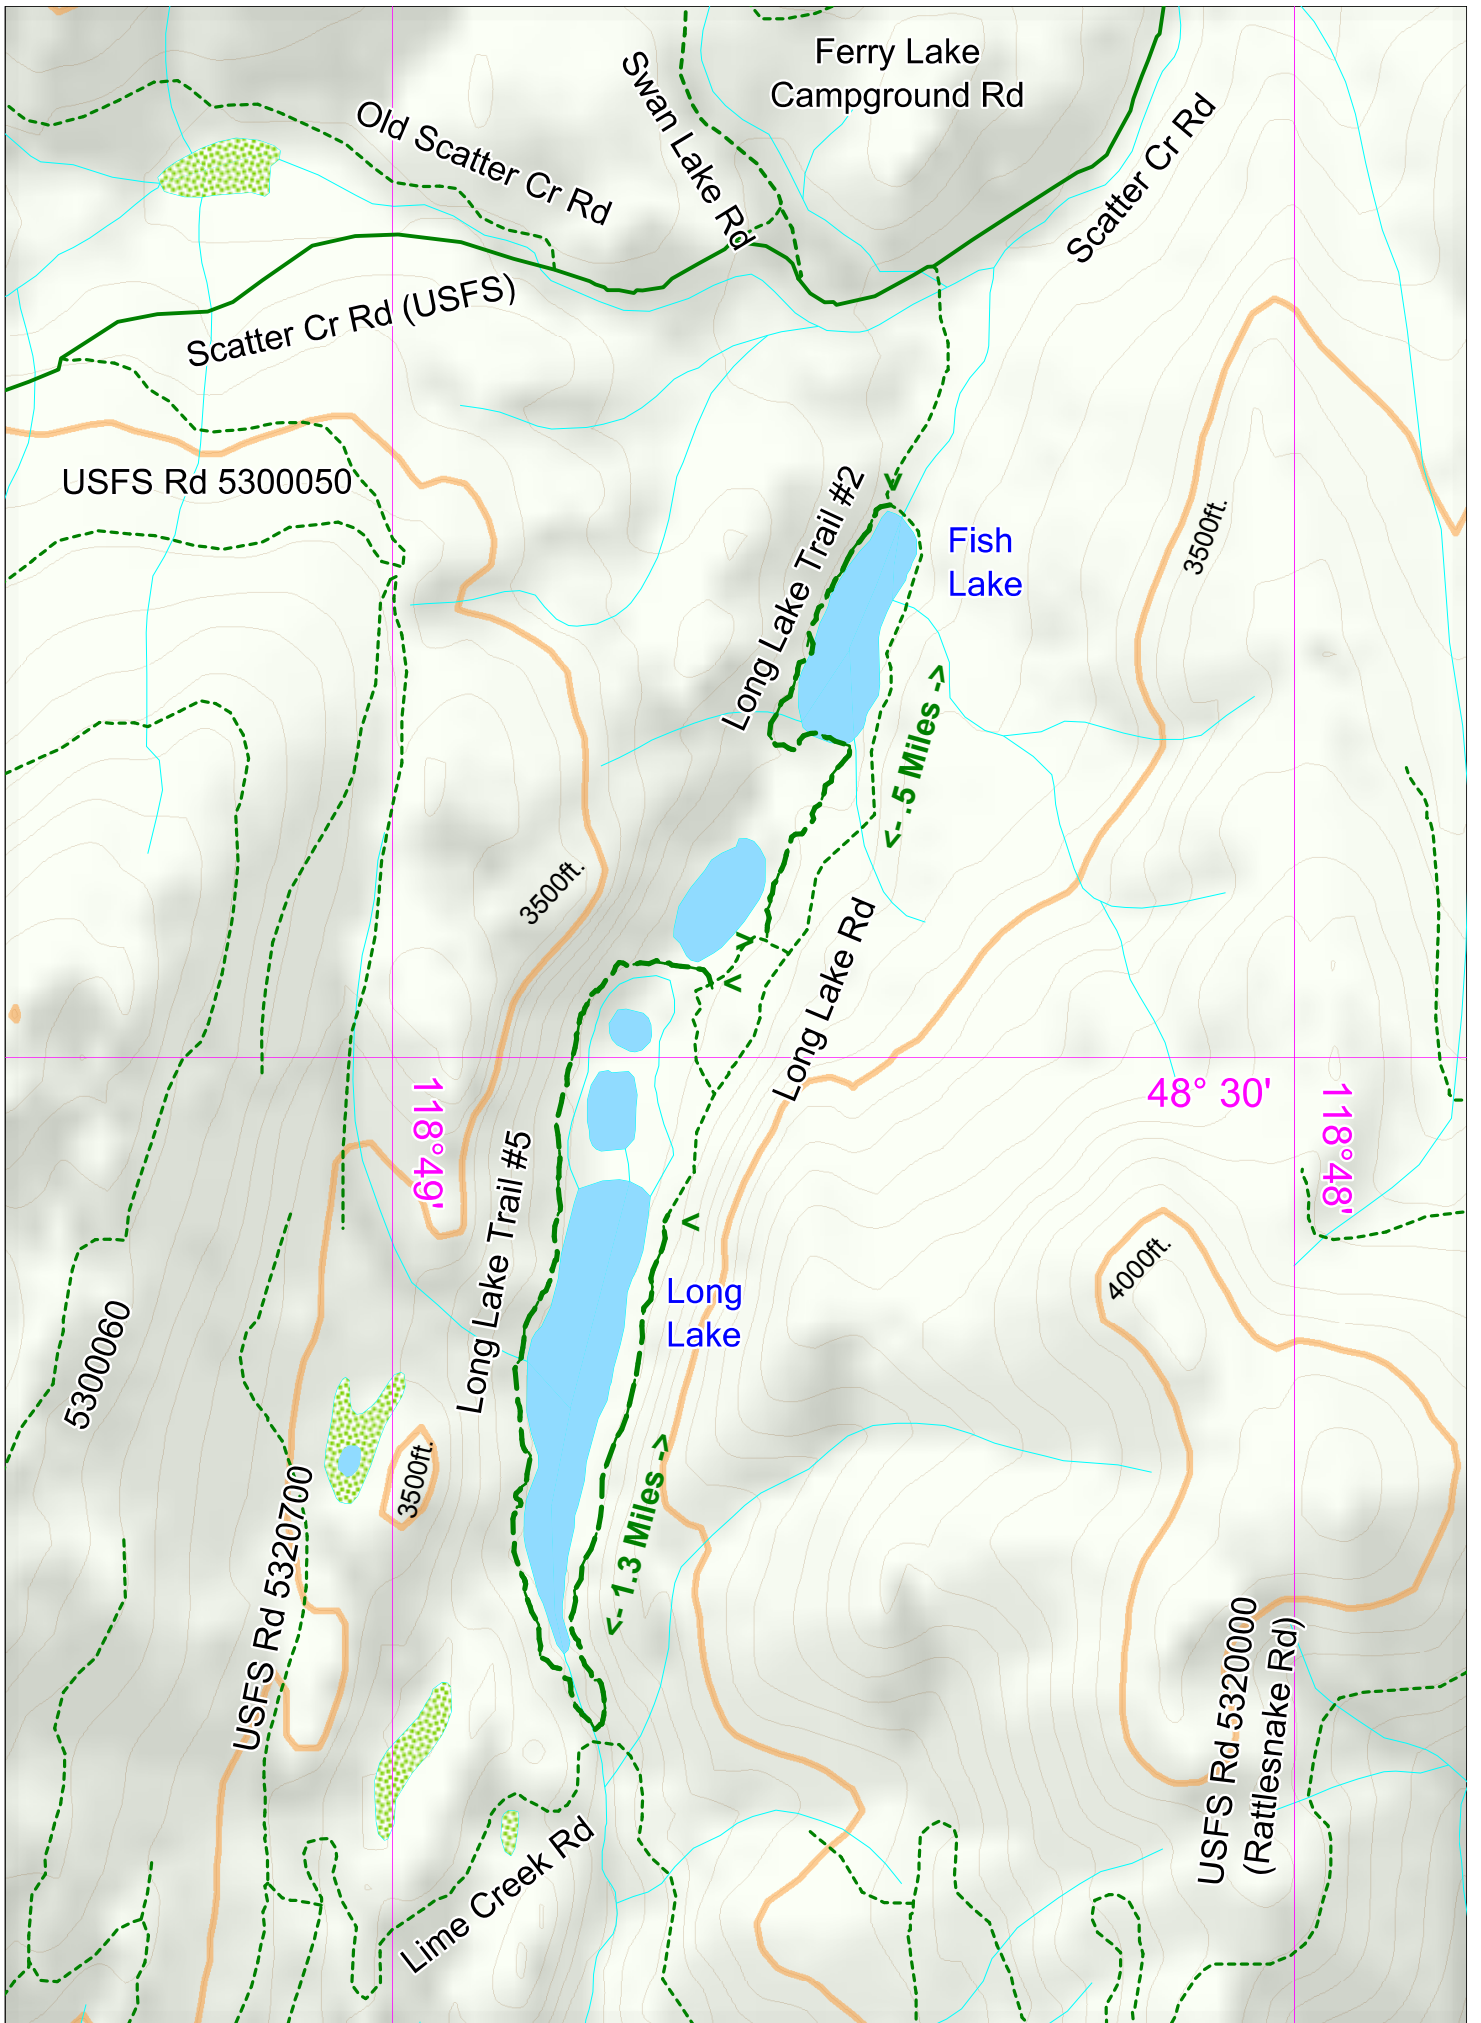 Ferry Lake
Campground Rd
Swan Lake Rd
Old Scatter Cr Rd
Scatter Cr Rd
Scatter Cr Rd (USFS)
USFS Rd 5300050
Long Lake Trail #2
Fish
Lake
3500ft.
<- .5 Miles ->
3500ft.
Long Lake Rd
48° 30'
118°49'
118°48'
Long Lake Trail #5
4000ft.
Long
Lake
5300060
3500ft.
<- 1.3 Miles ->
USFS Rd 5320700
USFS Rd 5320000
(Rattlesnake Rd)
Lime Creek Rd